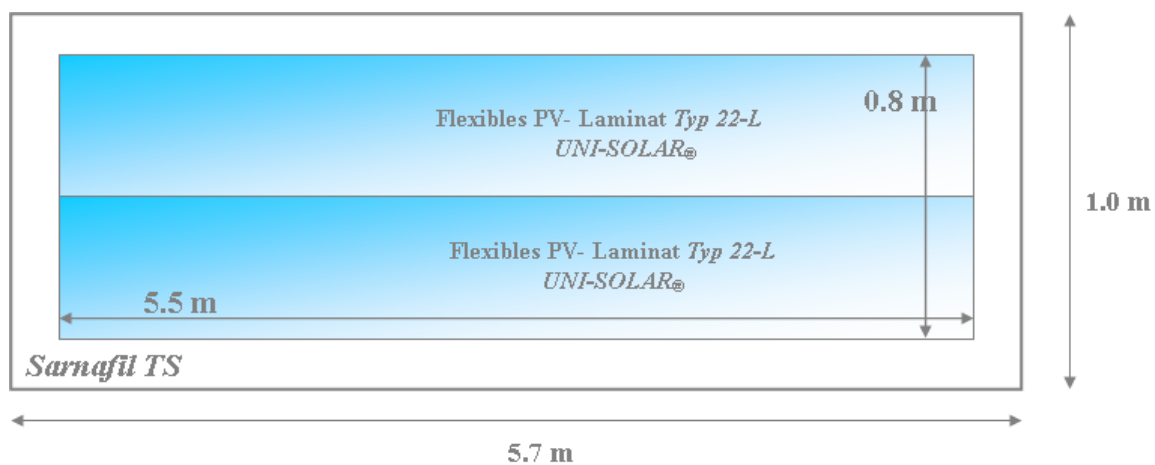 Flexibles PV- Laminat Typ 22-L
UNI-SOLAR®
0.8 m
1.0 m
Flexibles PV- Laminat Typ 22-L
UNI-SOLAR®
5.5 m
Sarnafil TS
5.7 m